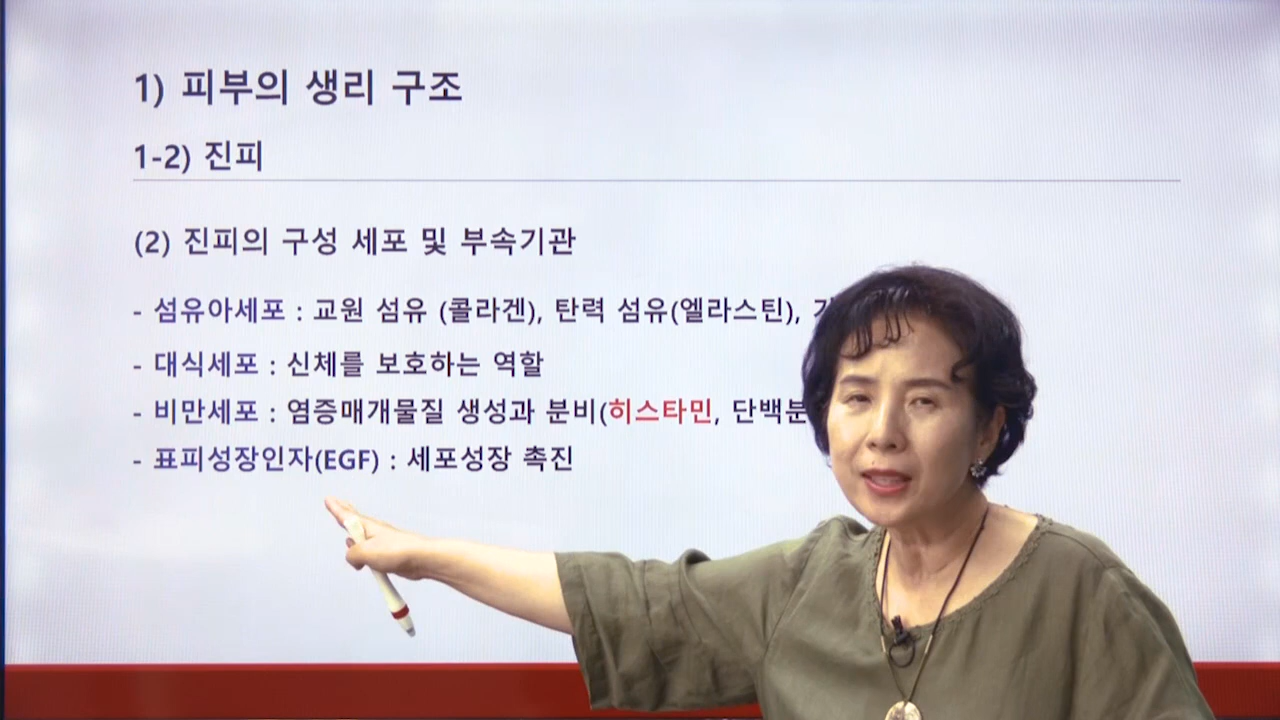 1) 피부의 생리 구조
1-2) 진피
(2) 진피의 구성 세포 및 부속기관
- 섬유아세포 : 교원 섬유 (콜라겐), 탄력 섬유(엘라스틴),
- 대식세포 : 신체를 보호하는 역할
- 비만세포 : 염증매개물질 생성과 분비(히스타민,
- 표피성장인자(EGF) : 세포성장 촉진